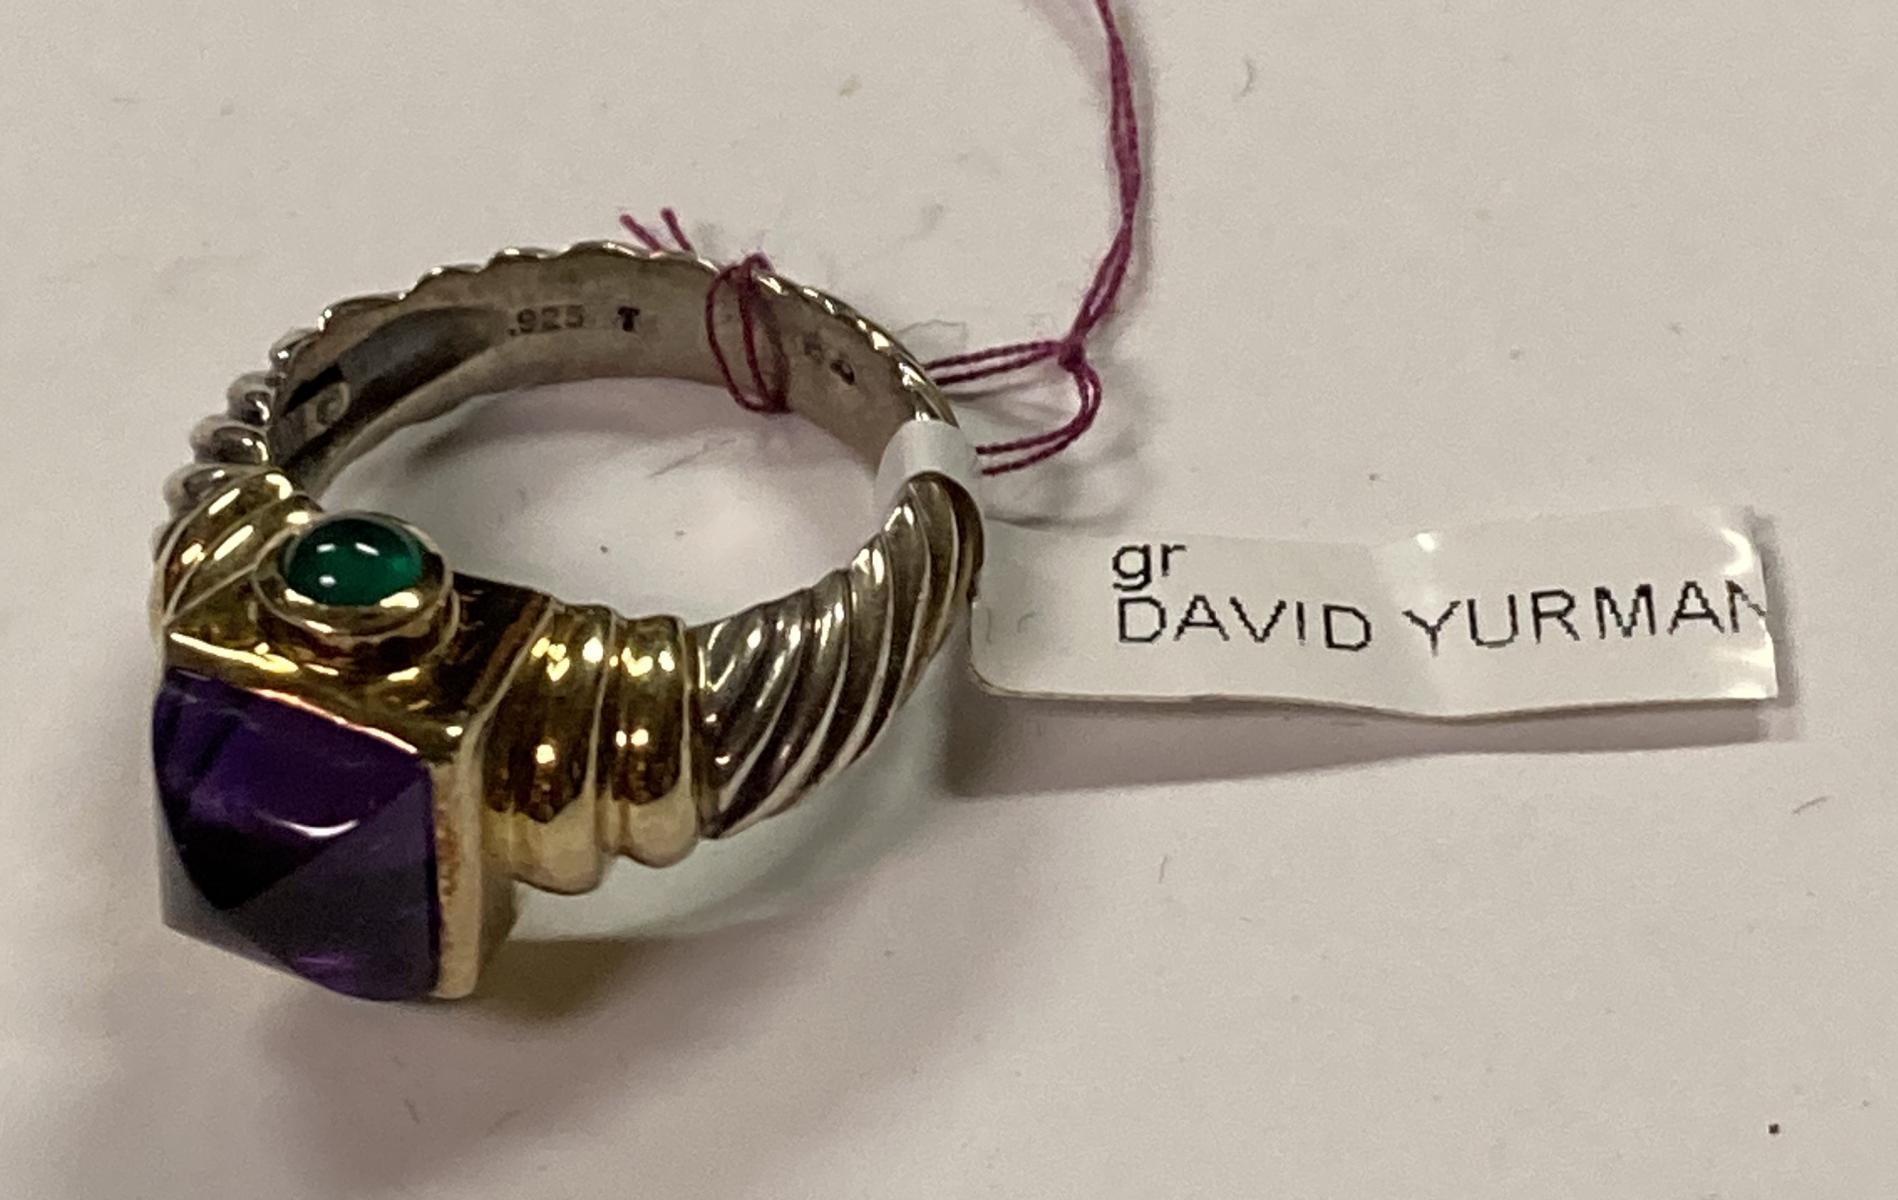 .925 T
gr
DAVID YURMAN